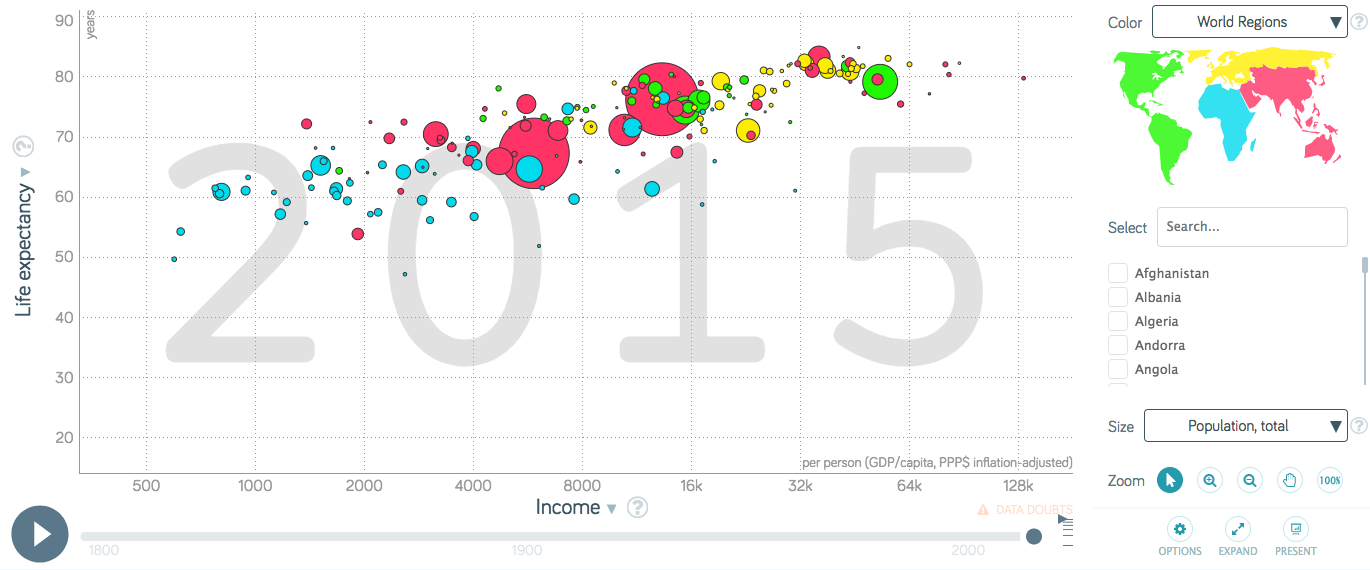 90
80
70
60
50
40
30
20
years
Life expectancy ▼ ?
2015
per person (GDP/capita, PPP$ inflation-adjusted)
500 1000 2000 4000 8000 16k 32k 64k 128k
Income ▼ ?
DATA DOUBTS
1800 1900 2000
Color World Regions ▼ ?
Select Search...
Afghanistan
Albania
Algeria
Andorra
Angola
Size Population, total ▼ ?
Zoom 100%
OPTIONS EXPAND PRESENT